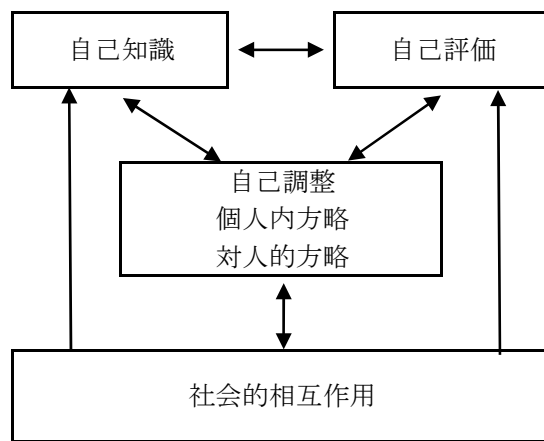 自己知識
自己評価
自己調整
個人内方略
対人的方略
社会的相互作用